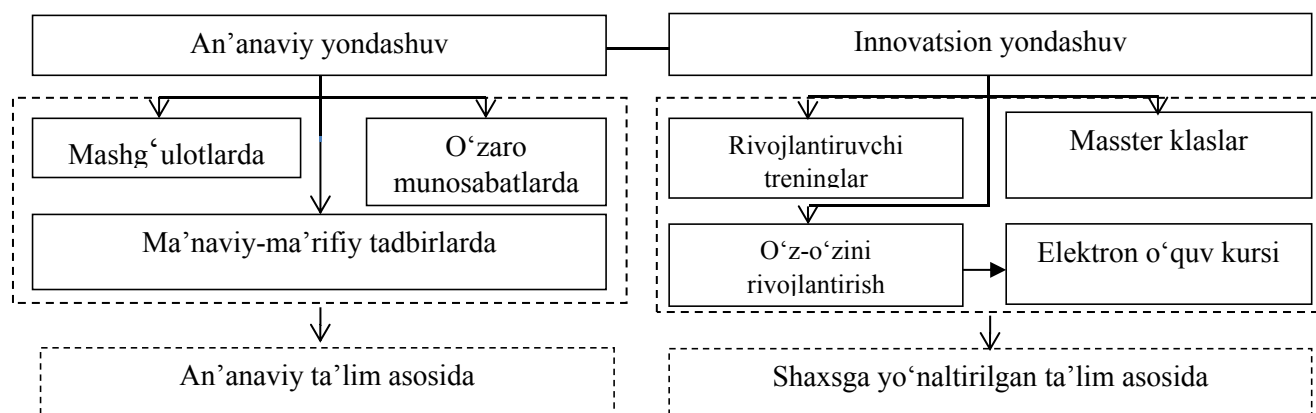 An’anaviy yondashuv
Innovatsion yondashuv
Mashg‘ulotlarda
O‘zaro
munosabatlarda
Ma’naviy-ma’rifiy tadbirlarda
Rivojlantiruvchi
treninglar
Masster klaslar
O‘z-o‘zini
rivojlantirish
Elektron o‘quv kursi
An’anaviy ta’lim asosida
Shaxsga yo‘naltirilgan ta’lim asosida